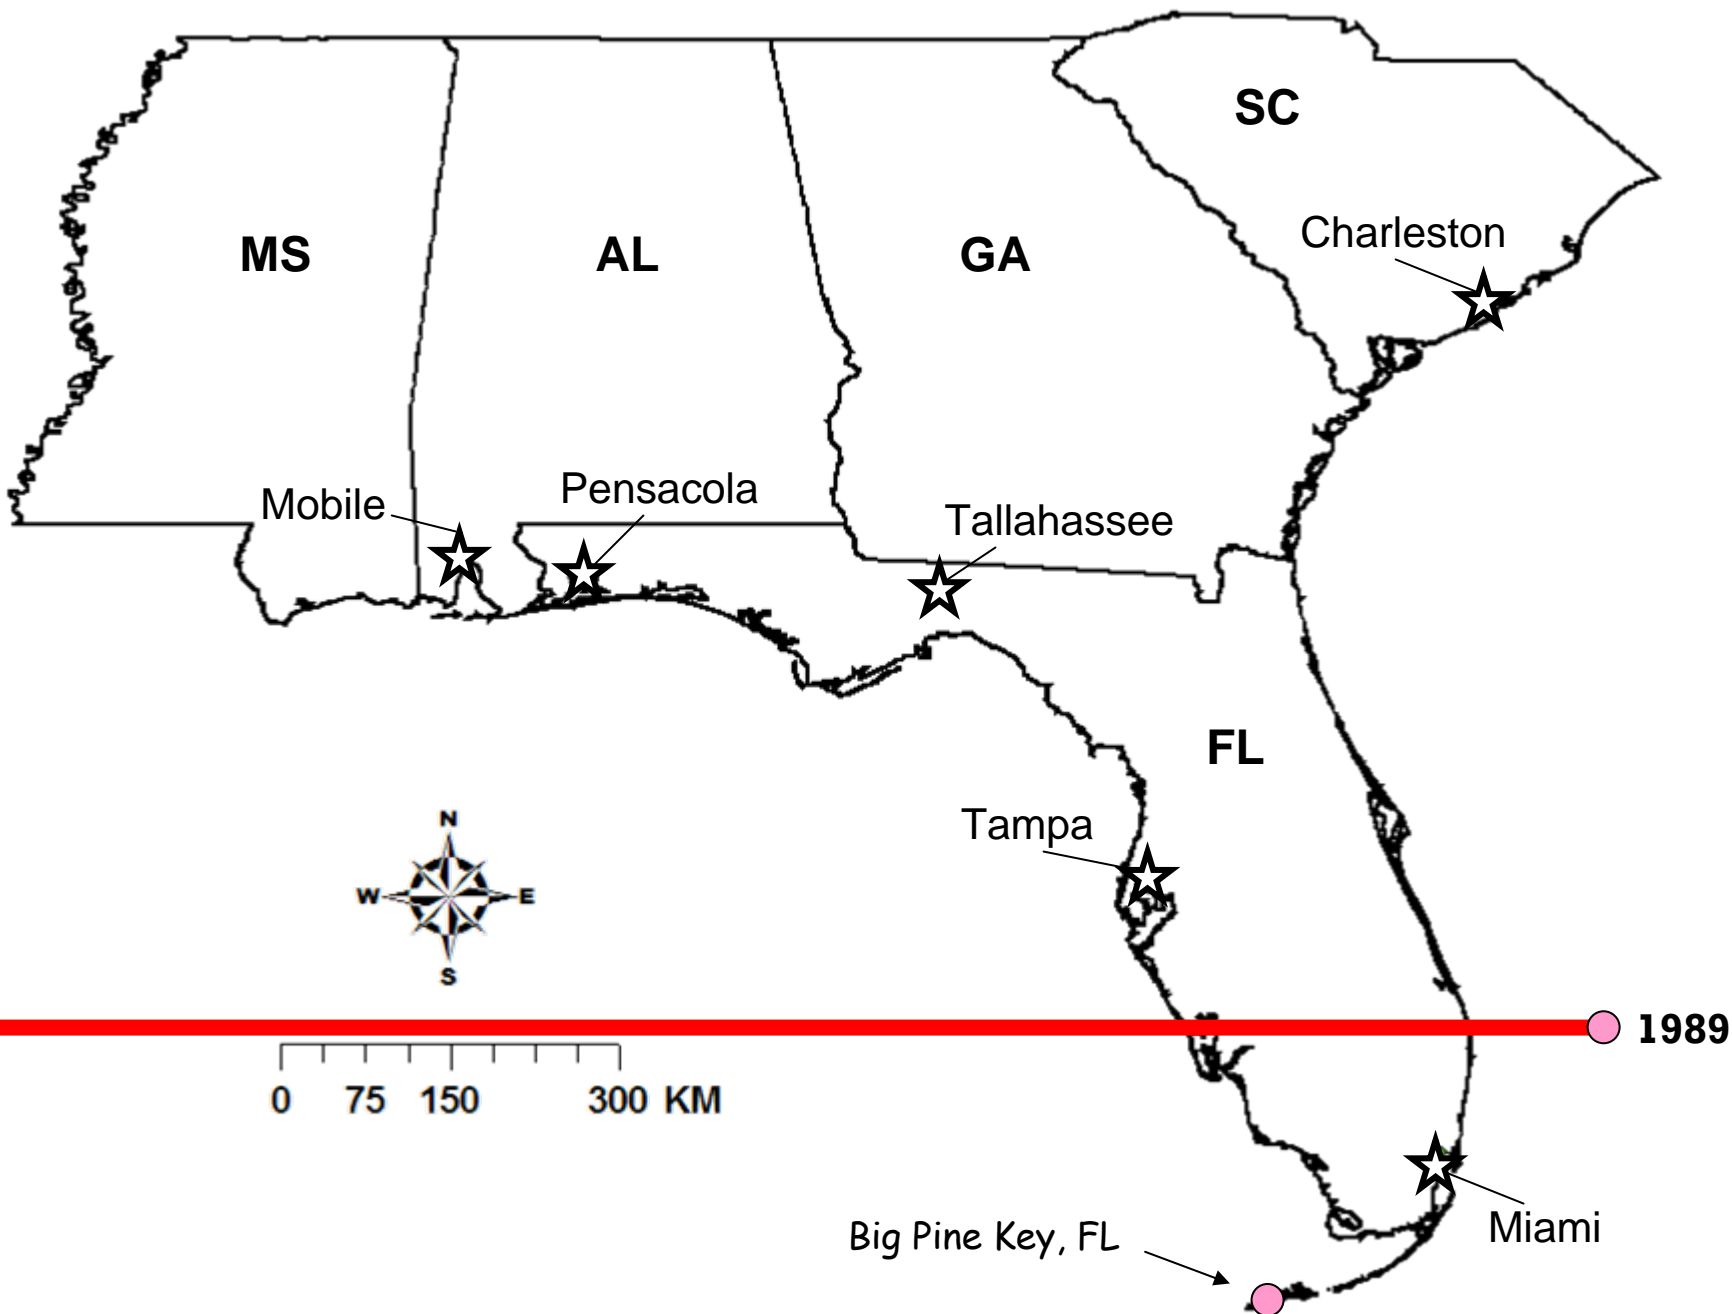 SC
Charleston
MS
AL
GA
Mobile
Pensacola
Tallahassee
FL
Tampa
N
W
E
S
1989
0 75 150 300 KM
Big Pine Key, FL
Miami